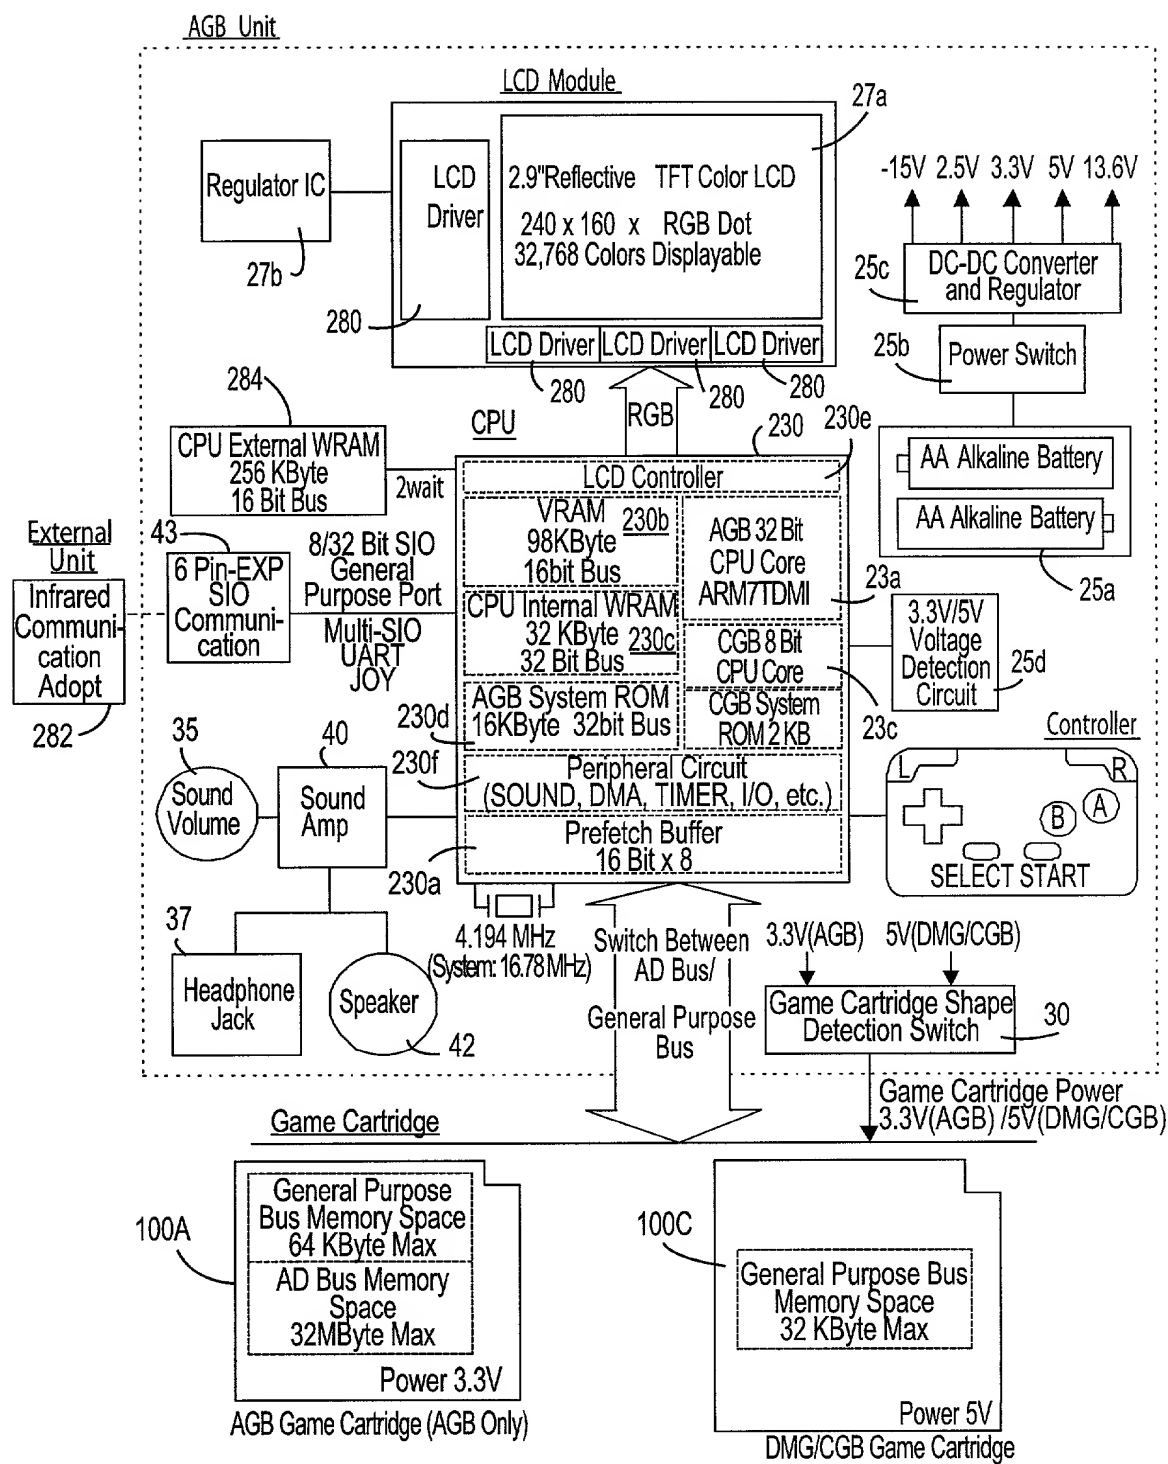 AGB Unit
LCD Module
27a
Regulator IC
27b
LCD
Driver
280
2.9"Reflective TFT Color LCD
240 x 160 x RGB Dot
32,768 Colors Displayable
LCD Driver
LCD Driver
LCD Driver
280
280
280
-15V 2.5V 3.3V 5V 13.6V
25c
DC-DC Converter
and Regulator
25b
Power Switch
AA Alkaline Battery
AA Alkaline Battery
25a
284
CPU External WRAM
256 KByte
16 Bit Bus
2wait
CPU
RGB
230
230e
LCD Controller
VRAM
98KByte
16bit Bus
230b
AGB 32 Bit
CPU Core
ARM7TDMI
23a
CPU Internal WRAM
32 KByte
32 Bit Bus
230c
CGB 8 Bit
CPU Core
23c
AGB System ROM
16KByte 32bit Bus
230d
CGB System
ROM 2 KB
230f
Peripheral Circuit
(SOUND, DMA, TIMER, I/O, etc.)
Prefetch Buffer
16 Bit x 8
230a
External
Unit
Infrared
Communi-
cation
Adopt
282
43
6 Pin-EXP
SIO
Communi-
cation
8/32 Bit SIO
General
Purpose Port
Multi-SIO
UART
JOY
3.3V/5V
Voltage
Detection
Circuit
25d
Controller
L
R
B
A
SELECT START
35
Sound
Volume
40
Sound
Amp
37
Headphone
Jack
Speaker
42
4.194 MHz
(System: 16.78 MHz)
Switch Between
AD Bus/
General Purpose
Bus
3.3V(AGB)
5V(DMG/CGB)
Game Cartridge Shape
Detection Switch
30
Game Cartridge Power
3.3V(AGB) /5V(DMG/CGB)
Game Cartridge
100A
General Purpose
Bus Memory Space
64 KByte Max
AD Bus Memory
Space
32MByte Max
Power 3.3V
AGB Game Cartridge (AGB Only)
100C
General Purpose Bus
Memory Space
32 KByte Max
Power 5V
DMG/CGB Game Cartridge